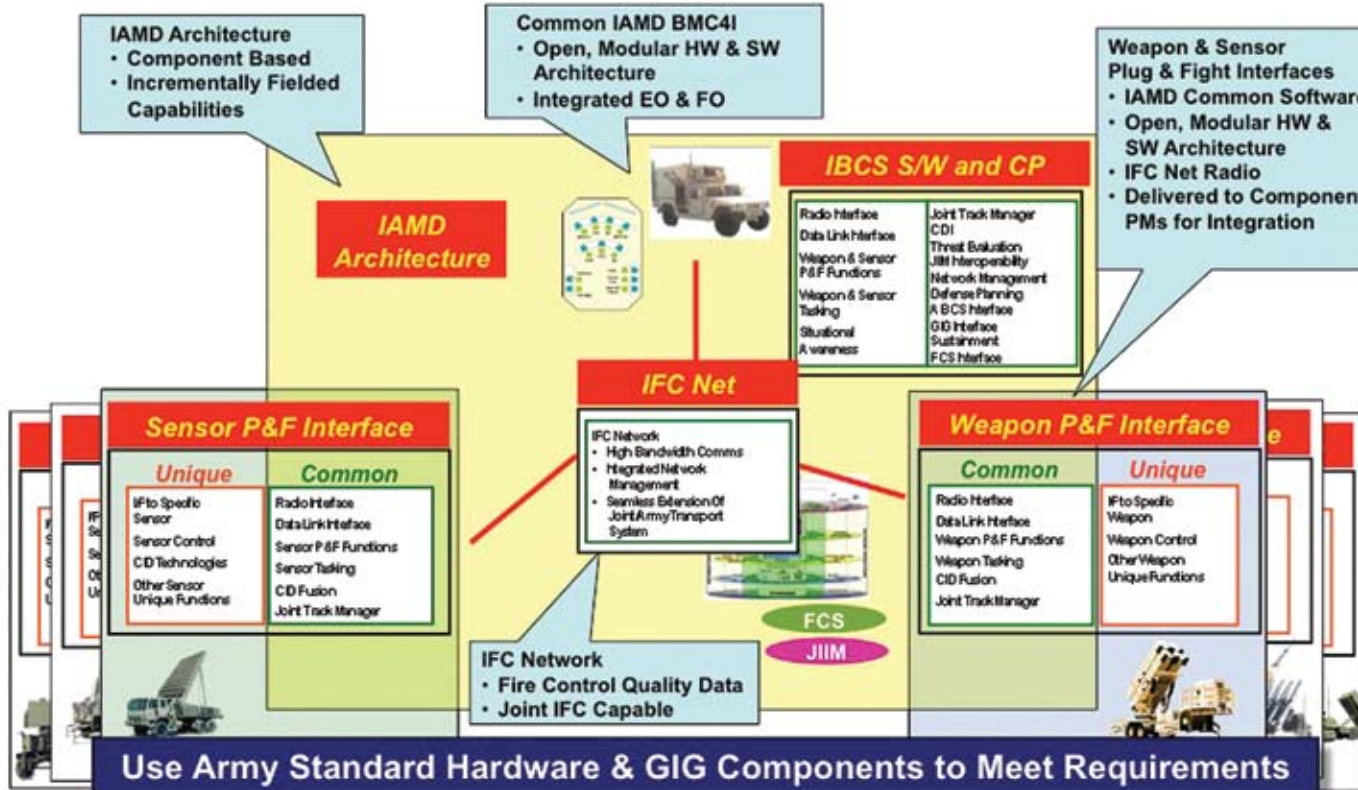 IAMD Architecture
• Component Based
• Incrementally Fielded
Capabilities
Common IAMD BMC4I
• Open, Modular HW & SW
Architecture
• Integrated EO & FO
Weapon & Sensor
Plug & Fight Interfaces
• IAMD Common Software
• Open, Modular HW &
SW Architecture
• IFC Net Radio
• Delivered to Component
PMs for Integration
IAMD
Architecture
IBCS S/W and CP
Radio Interface
Data Link Interface
Weapon & Sensor
P&F Functions
Weapon & Sensor
Tasking
Situational
Awareness
Joint Track Manager
CDI
Threat Evaluation
JIIM Interoperability
Network Management
Defense Planning
ABCS Interface
GIG Interface
Sustainment
FCS Interface
IFC Net
IFC Network
• High Bandwidth Comms
• Integrated Network
Management
• Seamless Extension Of
Joint/Army Transport
System
Sensor P&F Interface
Unique
I/F to Specific
Sensor
Sensor Control
CID Technologies
Other Sensor
Unique Functions
Common
Radio Interface
Data Link Interface
Sensor P&F Functions
Sensor Tasking
CID Fusion
Joint Track Manager
Weapon P&F Interface
Common
Radio Interface
Data Link Interface
Weapon P&F Functions
Weapon Tasking
CID Fusion
Joint Track Manager
Unique
I/F to Specific
Weapon
Weapon Control
Other Weapon
Unique Functions
FCS
JIIM
IFC Network
• Fire Control Quality Data
• Joint IFC Capable
Use Army Standard Hardware & GIG Components to Meet Requirements